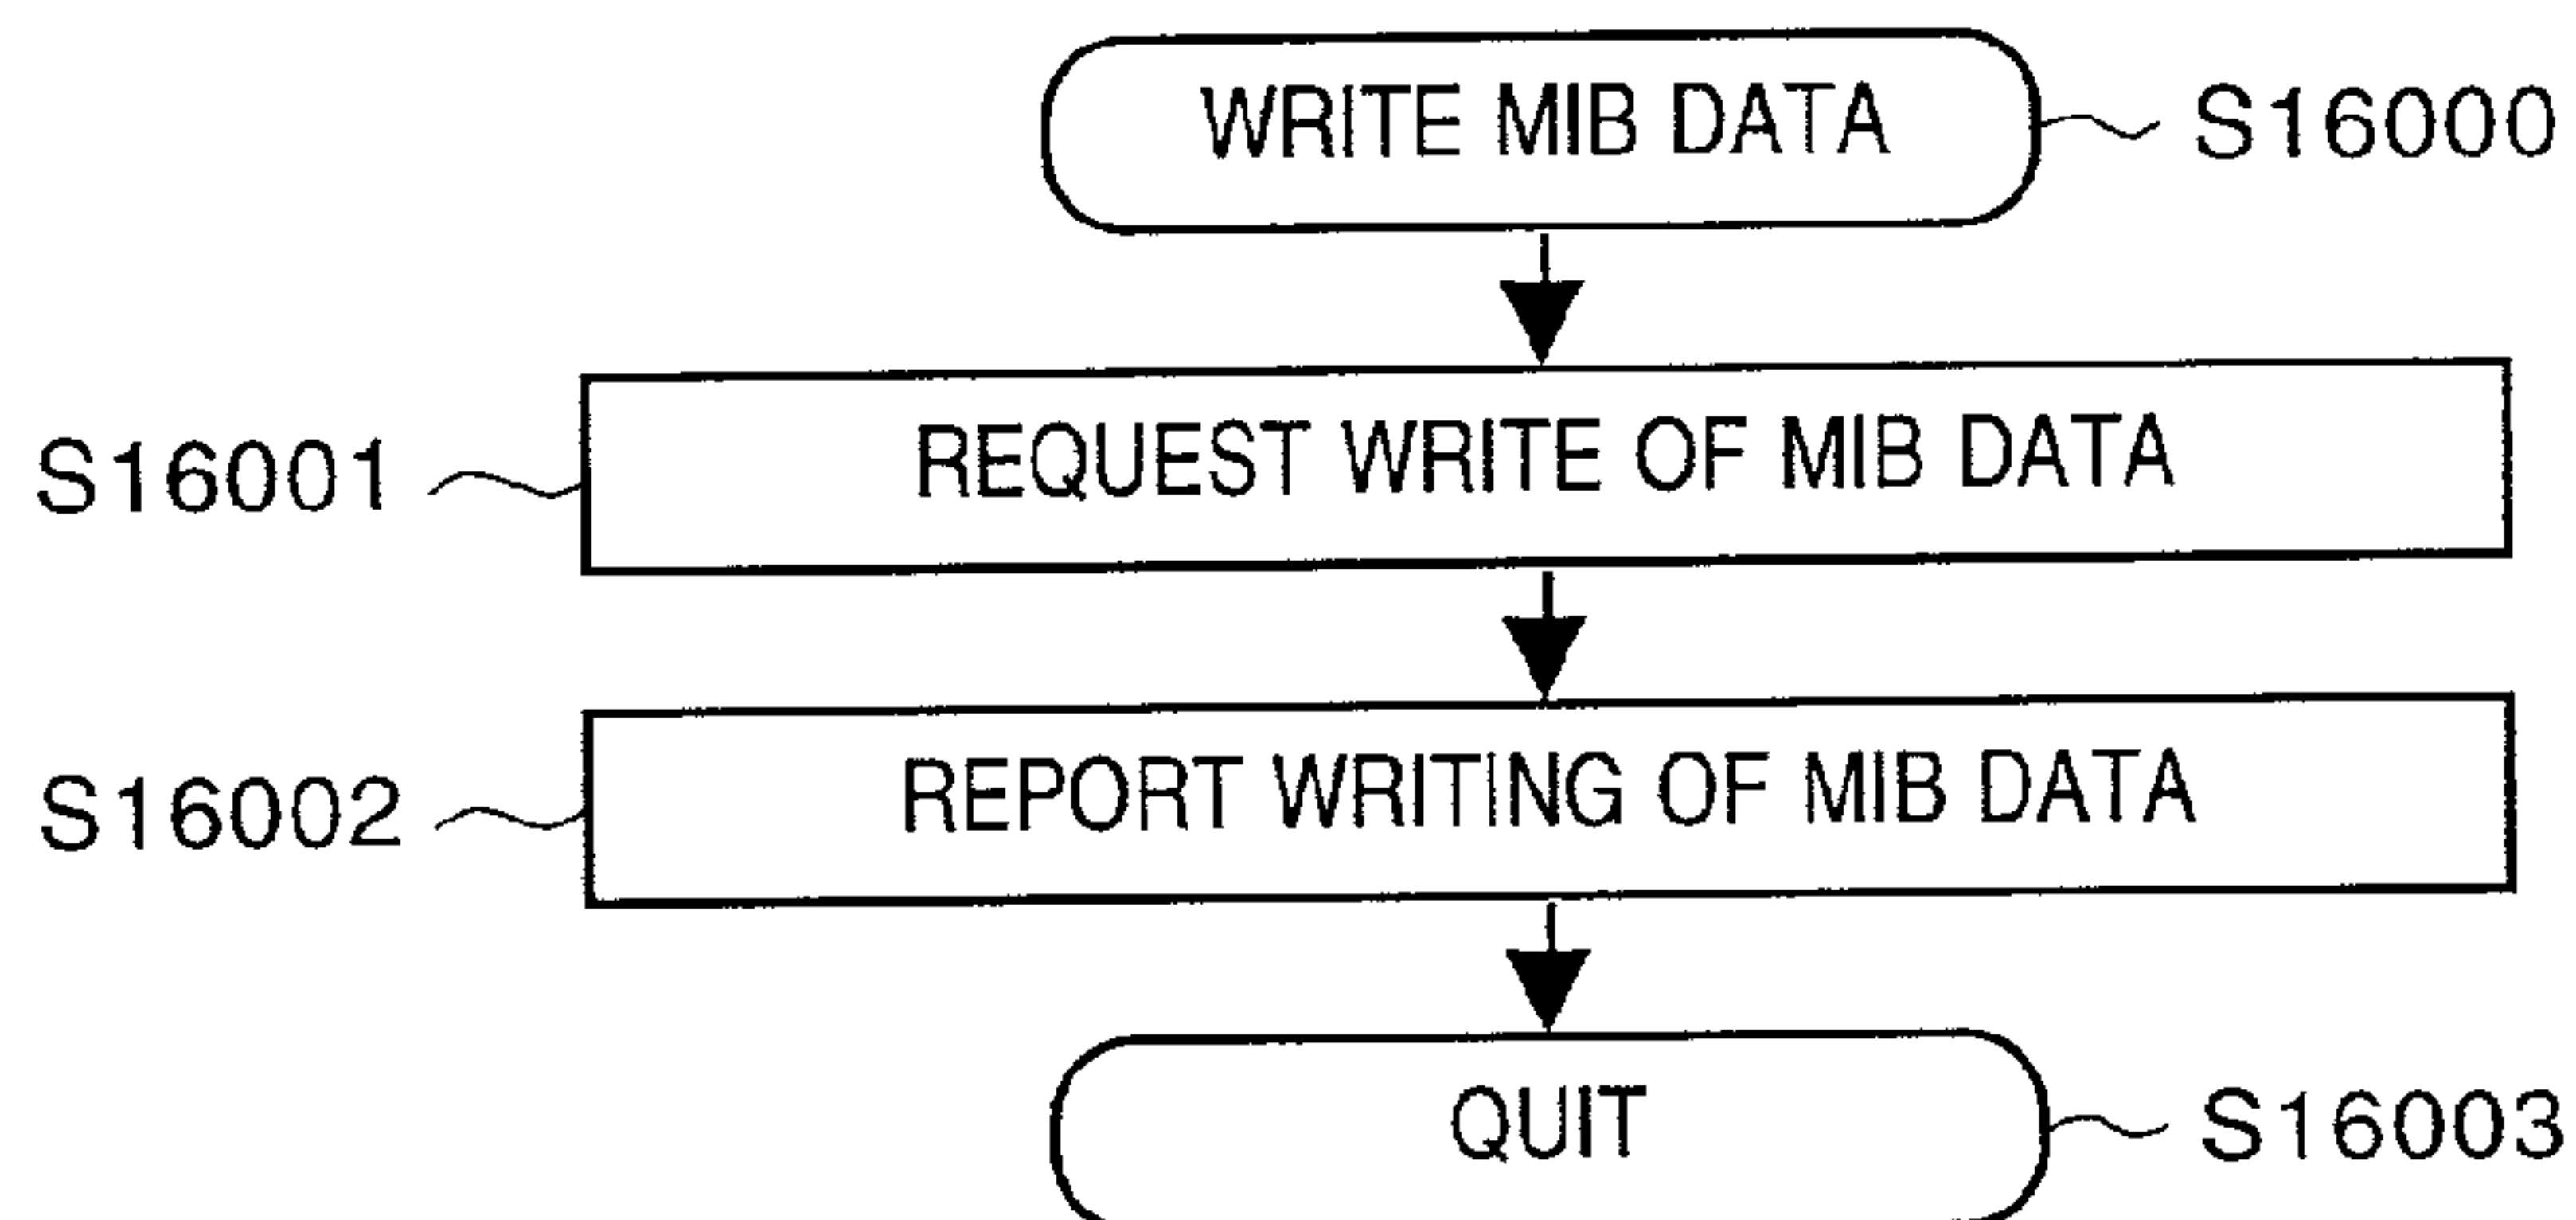 WRITE MIB DATA S16000
S16001 REQUEST WRITE OF MIB DATA
S16002 REPORT WRITING OF MIB DATA
QUIT S16003